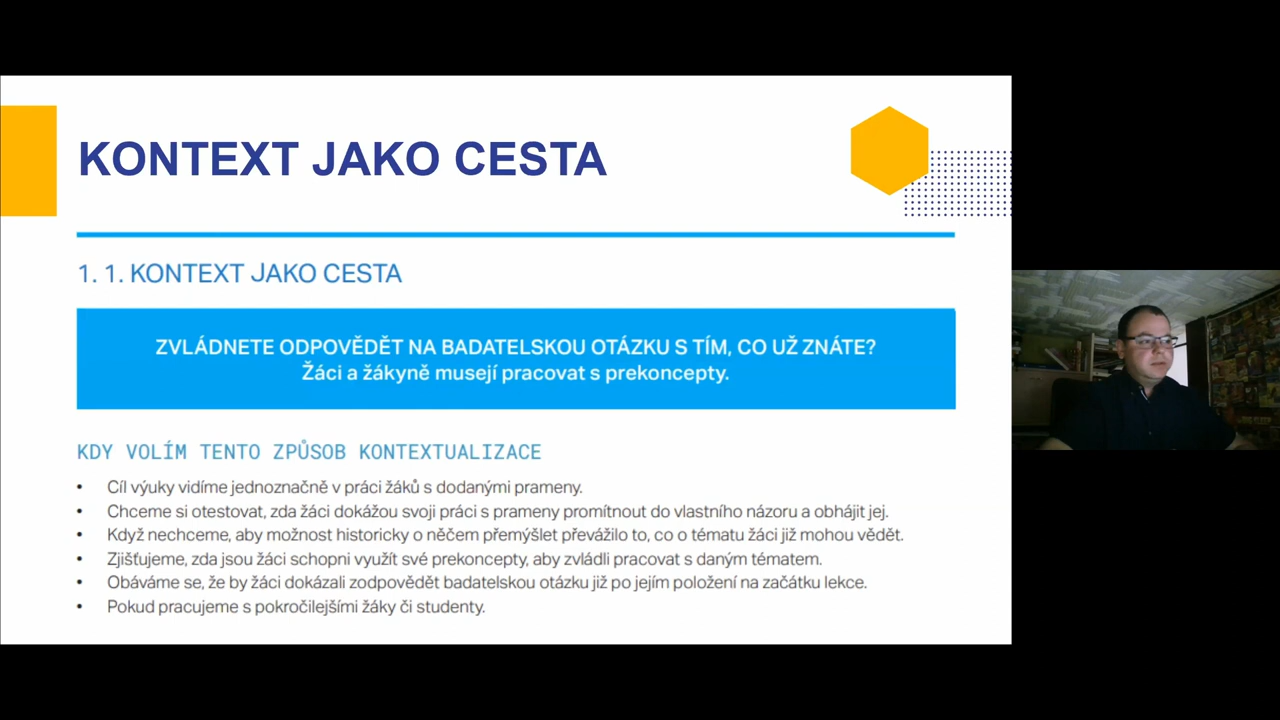 KONTEXT JAKO CESTA
1. 1. KONTEXT JAKO CESTA
ZVLÁDNETE ODPOVĚDĚT NA BADATELSKOU OTÁZKU S TÍM, CO UŽ ZNÁTE?
Žáci a žákyně musejí pracovat s prekoncepty.
KDY VOLÍM TENTO ZPŮSOB KONTEXTUALIZACE
• Cíl výuky vidíme jednoznačně v práci žáků s dodanými prameny.
• Chceme si otestovat, zda žáci dokážou svoji práci s prameny promítnout do vlastního názoru a obhájit jej.
• Když nechceme, aby možnost historicky o něčem přemýšlet převážilo to, co o tématu žáci již mohou vědět.
• Zjišťujeme, zda jsou žáci schopni využít své prekoncepty, aby zvládli pracovat s daným tématem.
• Obáváme se, že by žáci dokázali zodpovědět badatelskou otázku již po jejím položení na začátku lekce.
• Pokud pracujeme s pokročilejšími žáky či studenty.